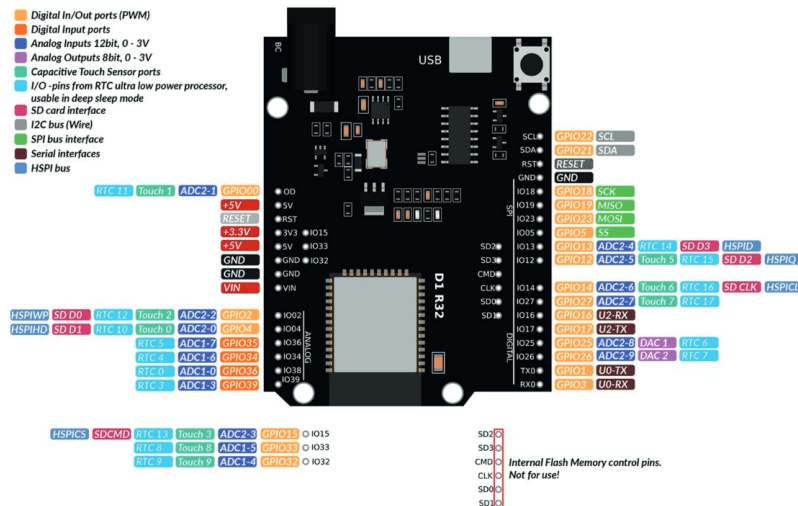 Digital In/Out ports (PWM)
Digital Input ports
Analog Inputs 12bit, 0 - 3V
Analog Outputs 8bit, 0 - 3V
Capacitive Touch Sensor ports
I/O -pins from RTC ultra low power processor,
usable in deep sleep mode
SD card interface
I2C bus (Wire)
SPI bus interface
Serial interfaces
HSPI bus
BC
USB
RTC 11 Touch 1 ADC2-1 GPIO00 OD
+5V 5V
RESET RST
+3.3V 3V3 IO15
+5V 5V IO33
GND GND IO32
GND GND
VIN VIN
HSPIWP SD D0 RTC 12 Touch 2 ADC2-2 GPIO2 IO02
HSPIHD SD D1 RTC 10 Touch 0 ADC2-0 GPIO4 IO04
RTC 5 ADC1-7 GPIO35 IO36
RTC 4 ADC1-6 GPIO34 IO34
RTC 0 ADC1-0 GPIO36 IO38
RTC 3 ADC1-3 GPIO39 IO39
ANALOG
D1 R32
SD2
SD3
CMD
CLK
SD0
SD1
SPI
DIGITAL
SCL GPIO22 SCL
SDA GPIO21 SDA
RST RESET
GND GND
IO18 GPIO18 SCK
IO19 GPIO19 MISO
IO23 GPIO23 MOSI
IO05 GPIO5 SS
IO13 GPIO13 ADC2-4 RTC 14 SD D3 HSPID
IO12 GPIO12 ADC2-5 Touch 5 RTC 15 SD D2 HSPIQ
IO14 GPIO14 ADC2-6 Touch 6 RTC 16 SD CLK HSPICL
IO27 GPIO27 ADC2-7 Touch 7 RTC 17
IO16 GPIO16 U2-RX
IO17 GPIO17 U2-TX
IO25 GPIO25 ADC2-8 DAC 1 RTC 6
IO26 GPIO26 ADC2-9 DAC 2 RTC 7
TX0 GPIO1 U0-TX
RX0 GPIO3 U0-RX
HSPICS SDCMD RTC 13 Touch 3 ADC2-3 GPIO15 IO15
RTC 8 Touch 8 ADC1-5 GPIO33 IO33
RTC 9 Touch 9 ADC1-4 GPIO32 IO32
SD2
SD3
CMD
CLK
SD0
SD1
Internal Flash Memory control pins.
Not for use!